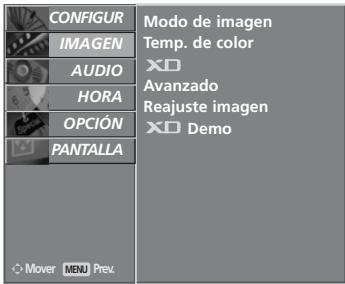 CONFIGUR
IMAGEN
AUDIO
HORA
OPCIÓN
PANTALLA
Mover MENU Prev.
Modo de imagen
Temp. de color
XD
Avanzado
Reajuste imagen
XD Demo